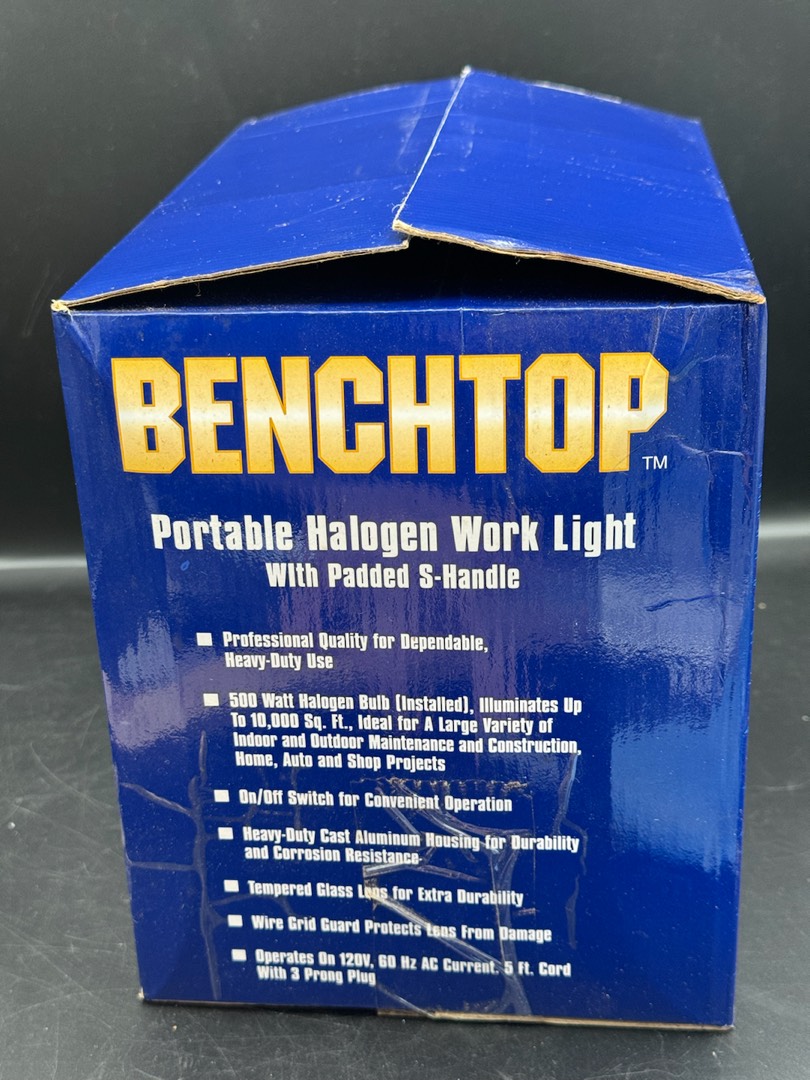 BENCHTOP TM
Portable Halogen Work Light
WIth Padded S-Handle
Professional Quality for Dependable,
Heavy-Duty Use
500 Watt Halogen Bulb (Installed), Illuminates Up
To 10,000 Sq. Ft., Ideal for A Large Variety of
Indoor and Outdoor Maintenance and Construction,
Home, Auto and Shop Projects
On/Off Switch for Convenient Operation
Heavy-Duty Cast Aluminum Housing for Durability
and Corrosion Resistance
Tempered Glass Lens for Extra Durability
Wire Grid Guard Protects Lens From Damage
Operates On 120V, 60 Hz AC Current. 5 Ft. Cord
With 3 Prong Plug